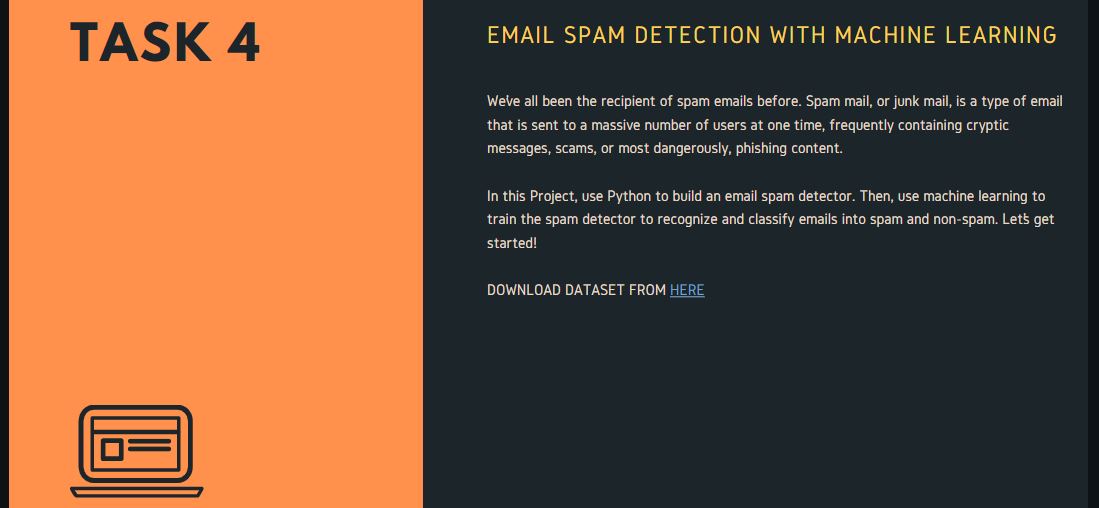 TASK 4
EMAIL SPAM DETECTION WITH MACHINE LEARNING
We've all been the recipient of spam emails before. Spam mail, or junk mail, is a type of email
that is sent to a massive number of users at one time, frequently containing cryptic
messages, scams, or most dangerously, phishing content.
In this Project, use Python to build an email spam detector. Then, use machine learning to
train the spam detector to recognize and classify emails into spam and non-spam. Let's get
started!
DOWNLOAD DATASET FROM HERE